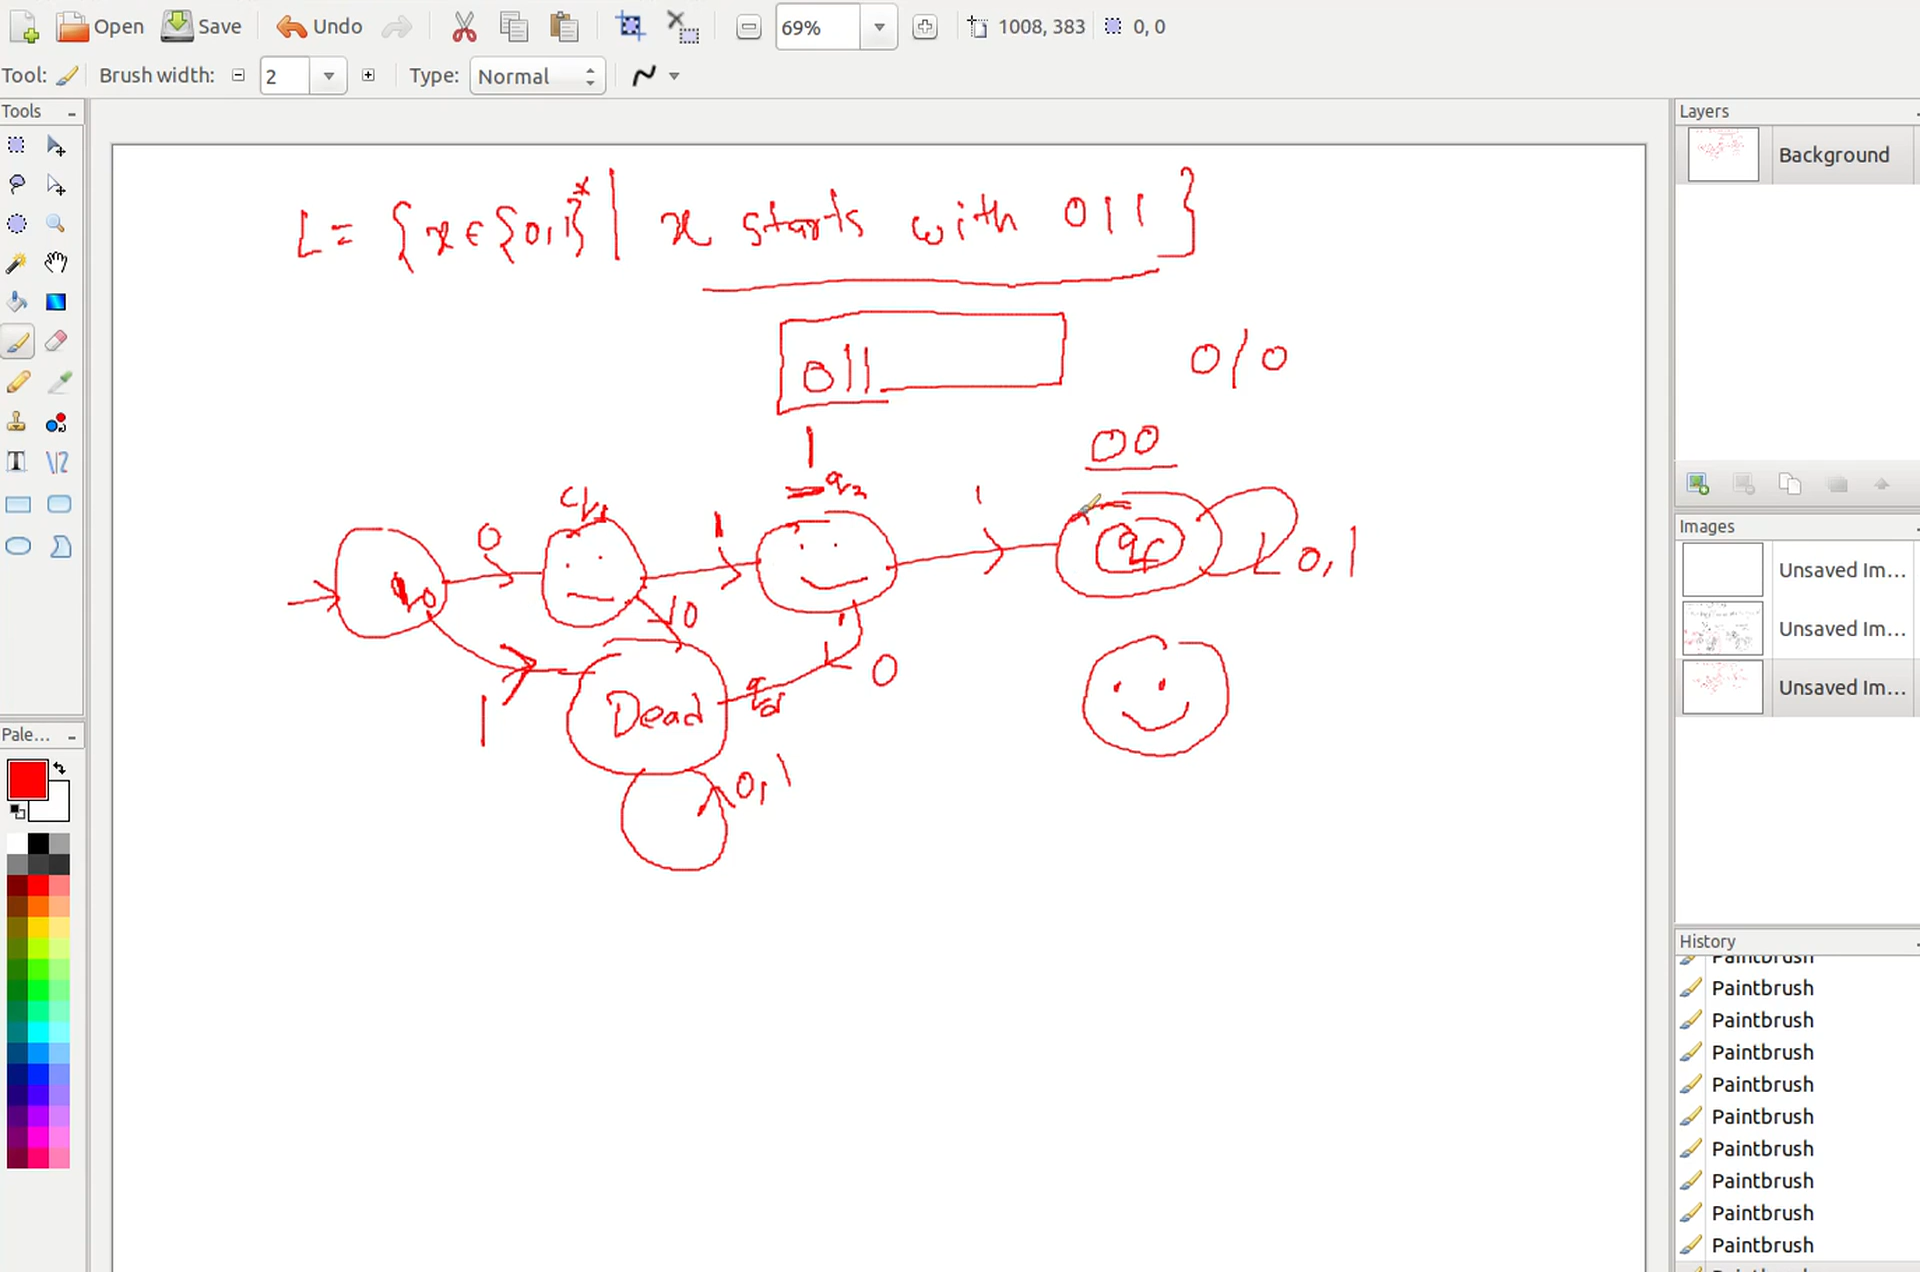 Open Save Undo 69% 1008, 383 0, 0
Tool: Brush width: 2 Type: Normal
Tools
Layers
Background
L = {x ∈ {0,1}* | x starts with 011}
011
0/0
1
00
q1
q2
0
1
1
qf
0,1
q0
0
1
Dead
qd
0
0,1
Images
Unsaved Im...
Unsaved Im...
Unsaved Im...
Pale...
History
Paintbrush
Paintbrush
Paintbrush
Paintbrush
Paintbrush
Paintbrush
Paintbrush
Paintbrush
Paintbrush
Paintbrush